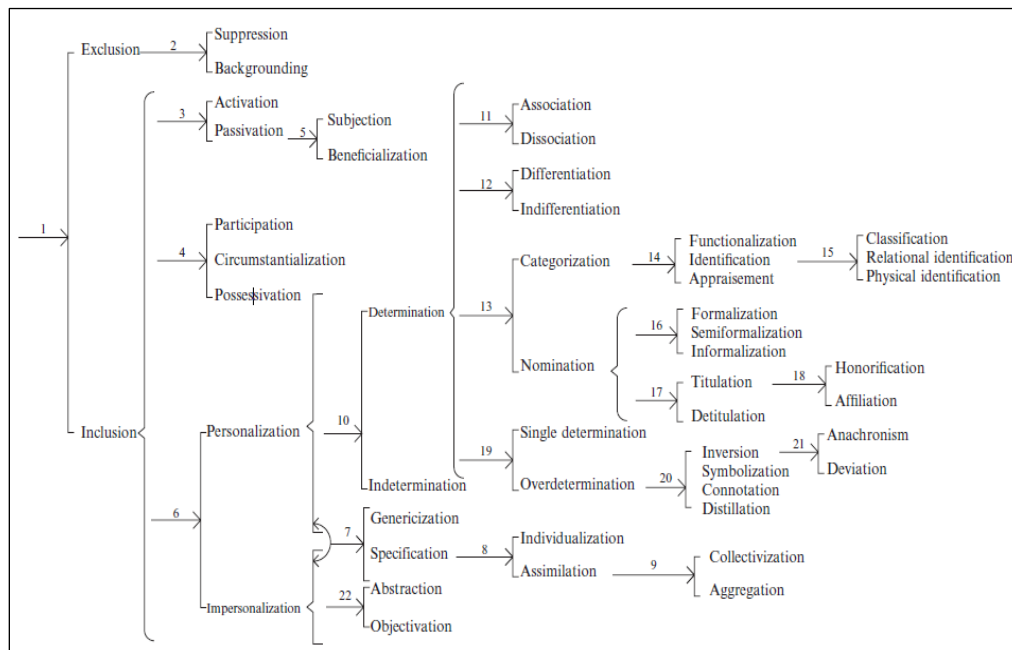 Exclusion
2
Suppression
Backgrounding
3
Activation
Passivation
5
Subjection
Beneficialization
1
4
Participation
Circumstantialization
Possessivation
Inclusion
6
Personalization
Impersonalization
10
Determination
Indetermination
7
Genericization
Specification
22
Abstraction
Objectivation
8
Individualization
Assimilation
9
Collectivization
Aggregation
11
Association
Dissociation
12
Differentiation
Indifferentiation
13
Categorization
Nomination
14
Functionalization
Identification
Appraisement
15
Classification
Relational identification
Physical identification
16
Formalization
Semiformalization
Informalization
17
Titulation
Detitulation
18
Honorification
Affiliation
19
Single determination
Overdetermination
20
Inversion
Symbolization
Connotation
Distillation
21
Anachronism
Deviation